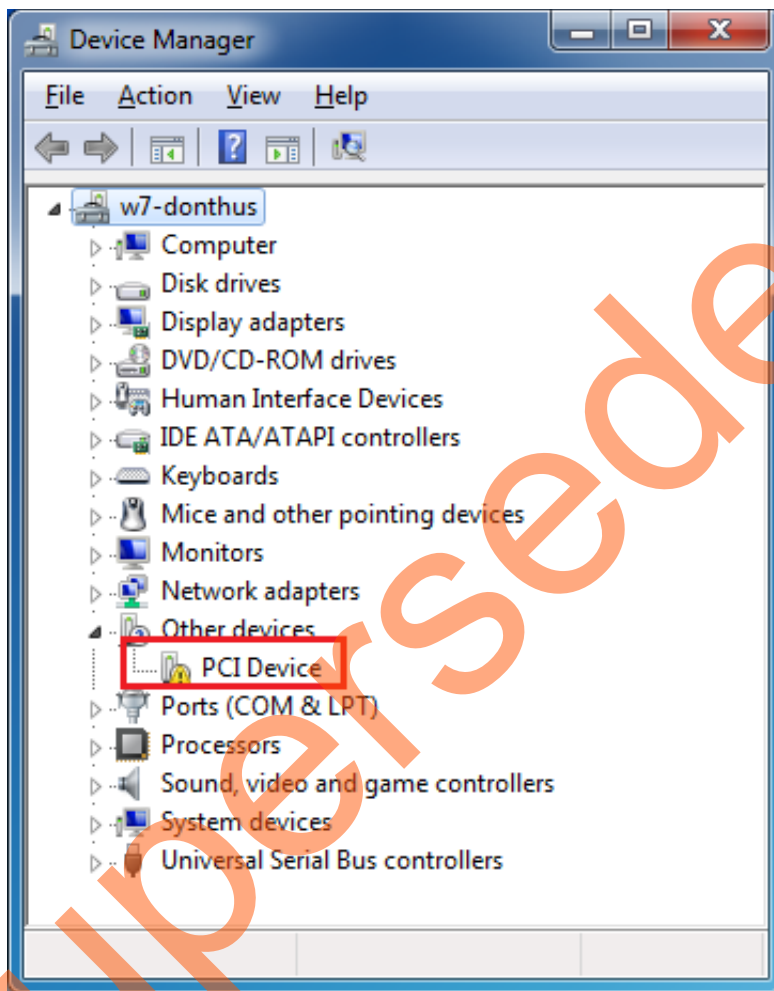 Device Manager
File Action View Help
w7-donthus
Computer
Disk drives
Display adapters
DVD/CD-ROM drives
Human Interface Devices
IDE ATA/ATAPI controllers
Keyboards
Mice and other pointing devices
Monitors
Network adapters
Other devices
PCI Device
Ports (COM & LPT)
Processors
Sound, video and game controllers
System devices
Universal Serial Bus controllers